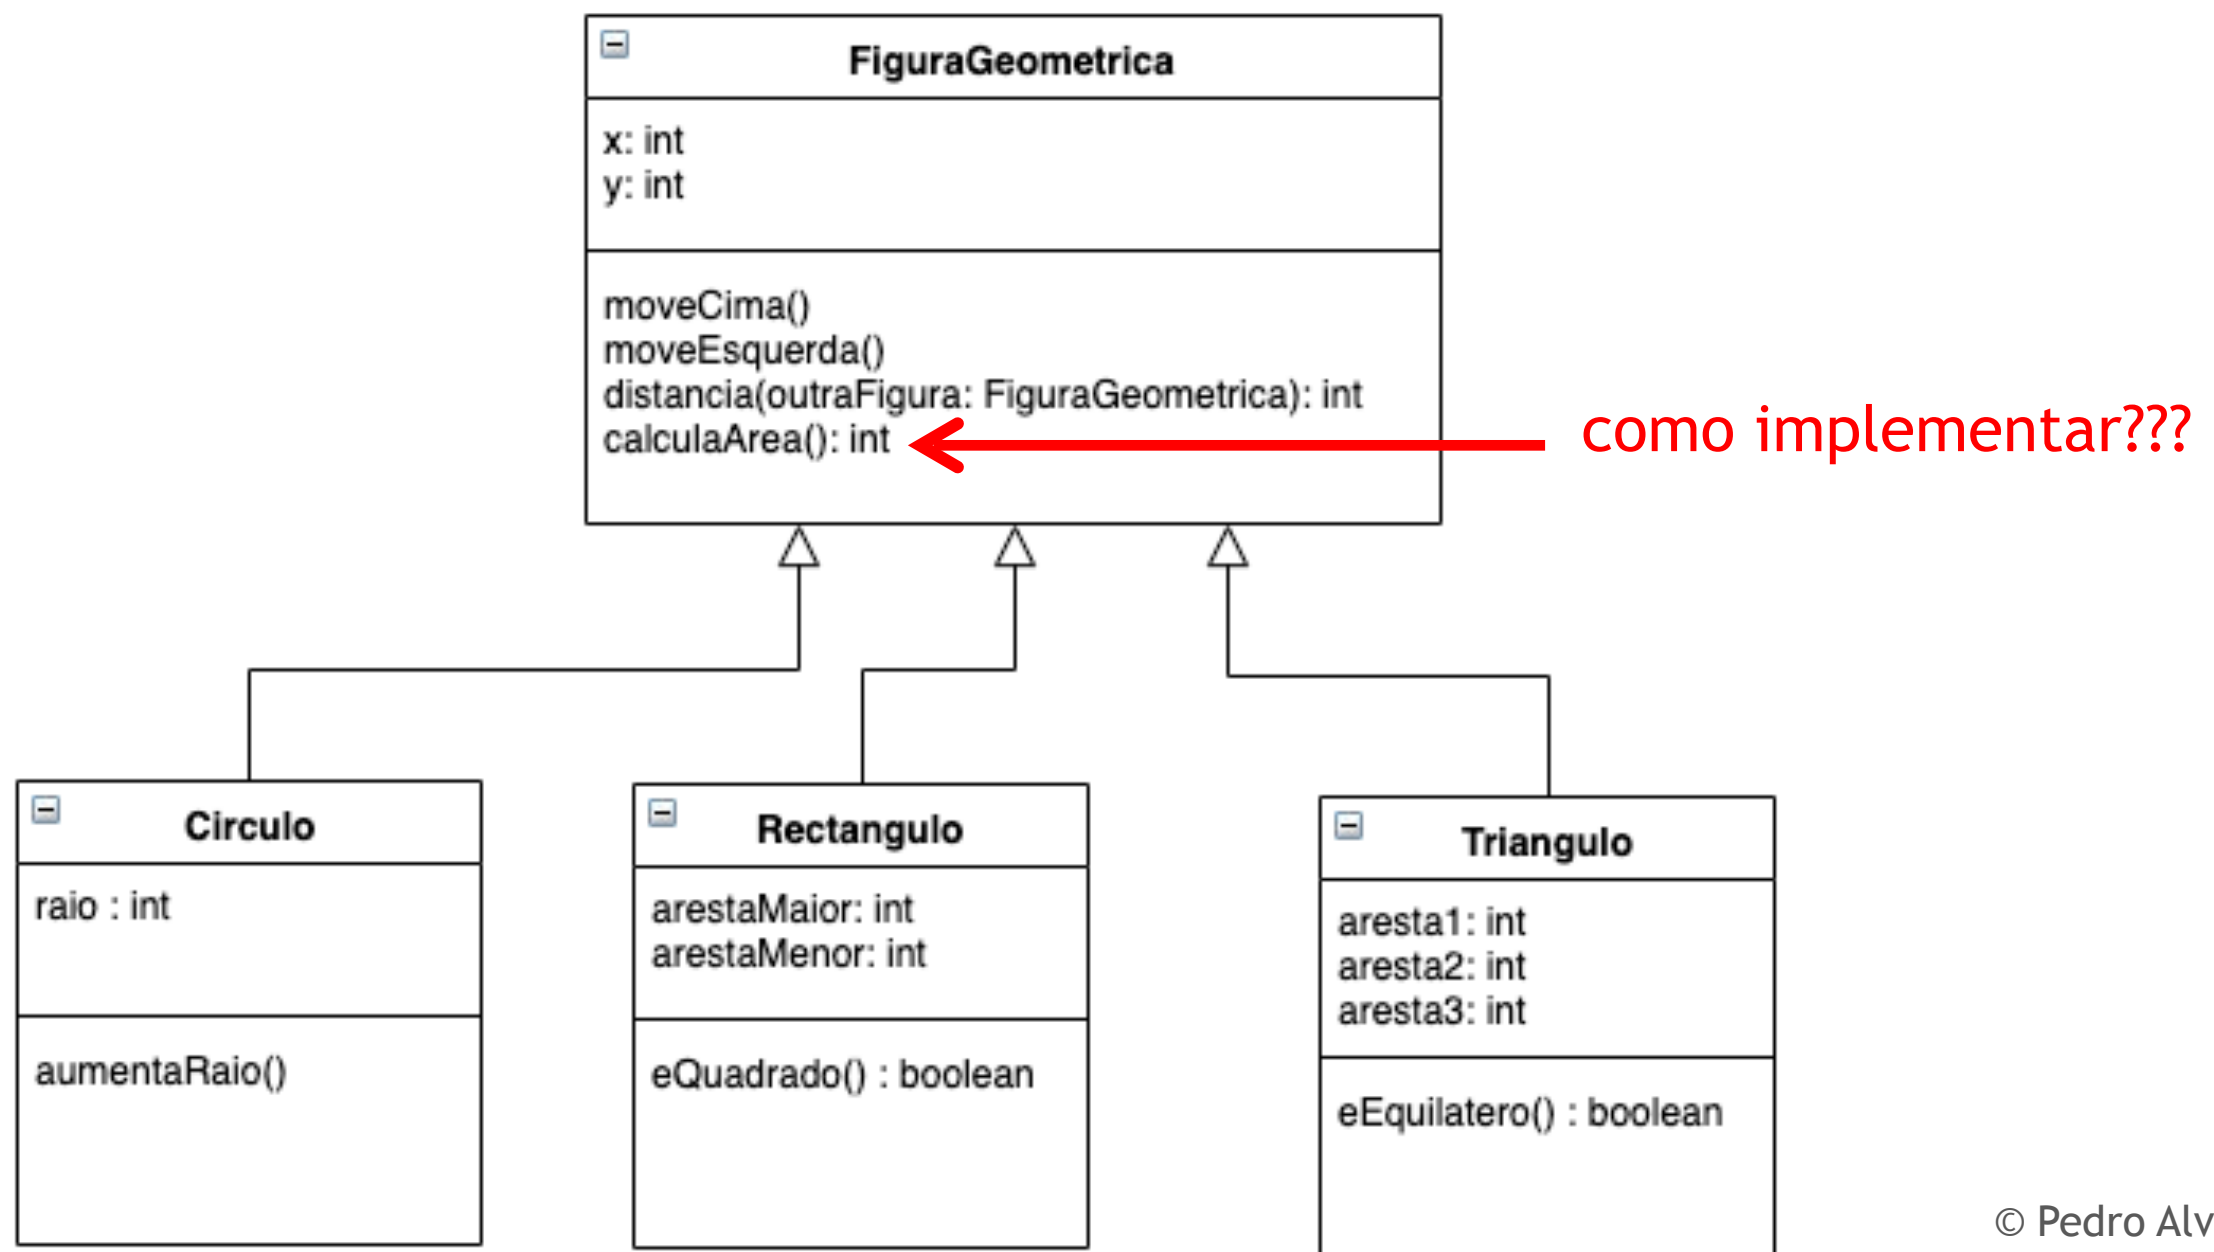 FiguraGeometrica
x: int
y: int
moveCima()
moveEsquerda()
distancia(outraFigura: FiguraGeometrica): int
calculaArea(): int
como implementar???
Circulo
raio : int
aumentaRaio()
Rectangulo
arestaMaior: int
arestaMenor: int
eQuadrado() : boolean
Triangulo
aresta1: int
aresta2: int
aresta3: int
eEquilatero() : boolean
© Pedro Alv